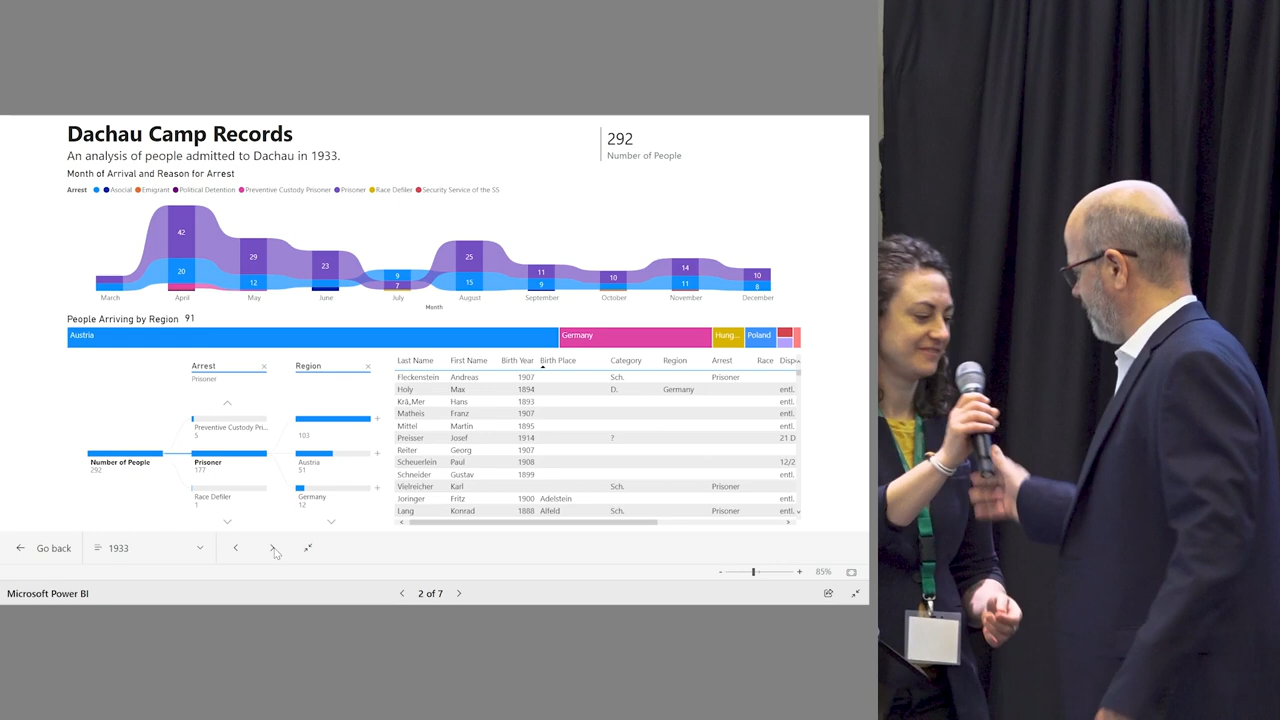 Dachau Camp Records
An analysis of people admitted to Dachau in 1933.
292
Number of People
Month of Arrival and Reason for Arrest
Arrest Asocial Emigrant Political Detention Preventive Custody Prisoner Prisoner Race Defiler Security Service of the SS
42
20
29
12
23
9
7
25
15
11
9
10
14
11
10
8
March April May June July August September October November December
Month
People Arriving by Region 91
Austria Germany Hung... Poland
Arrest
Prisoner
Region
Preventive Custody Pri...
5
103
Number of People
292
Prisoner
177
Austria
51
Race Defiler
1
Germany
12
Last Name First Name Birth Year Birth Place Category Region Arrest Race Dispo
Fleckenstein Andreas 1907 Sch. Prisoner
Holy Max 1894 D. Germany entl.
Krã,Mer Hans 1893 entl.
Matheis Franz 1907 entl.
Mittel Martin 1895 entl.
Preisser Josef 1914 ? 21 D
Reiter Georg 1907 entl.
Scheuerlein Paul 1908 12/2
Schneider Gustav 1899 entl.
Vielreicher Karl Sch. Prisoner
Joringer Fritz 1900 Adelstein entl.
Lang Konrad 1888 Alfeld Sch. Prisoner entl.
Go back 1933
- + 85%
Microsoft Power BI 2 of 7